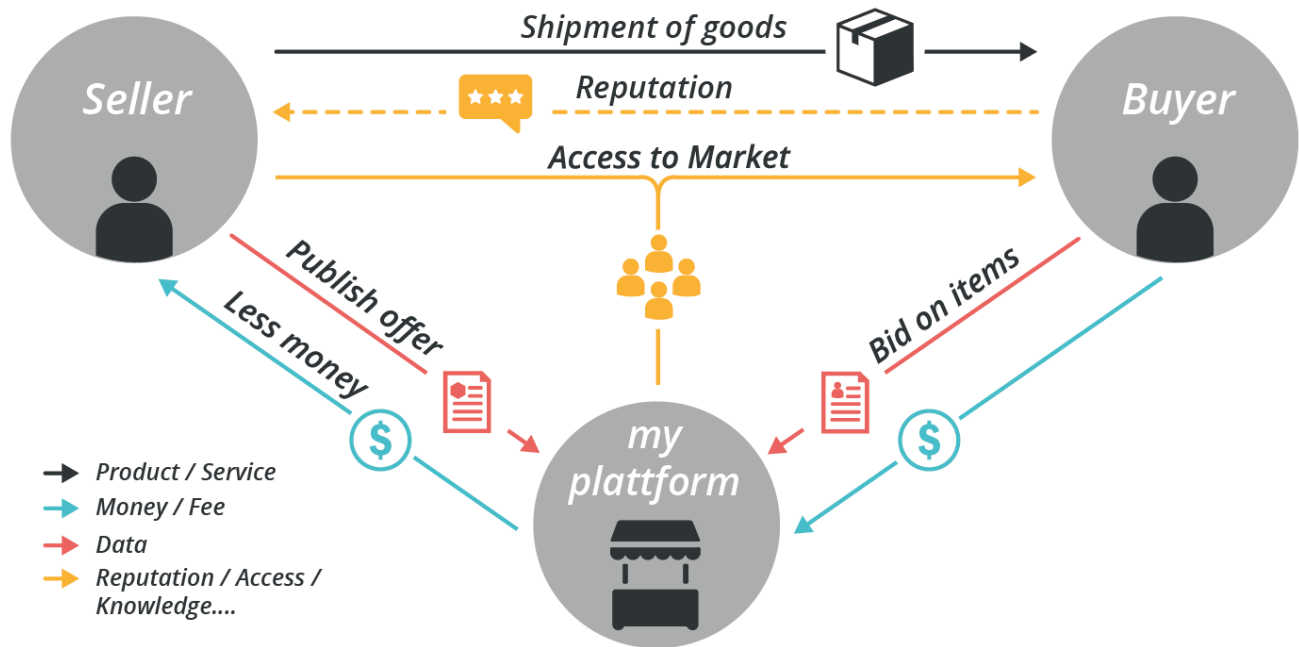 Shipment of goods
Seller
Reputation
Buyer
Access to Market
Publish offer
Less money
Bid on items
$
$
my
plattform
Product / Service
Money / Fee
Data
Reputation / Access /
Knowledge....